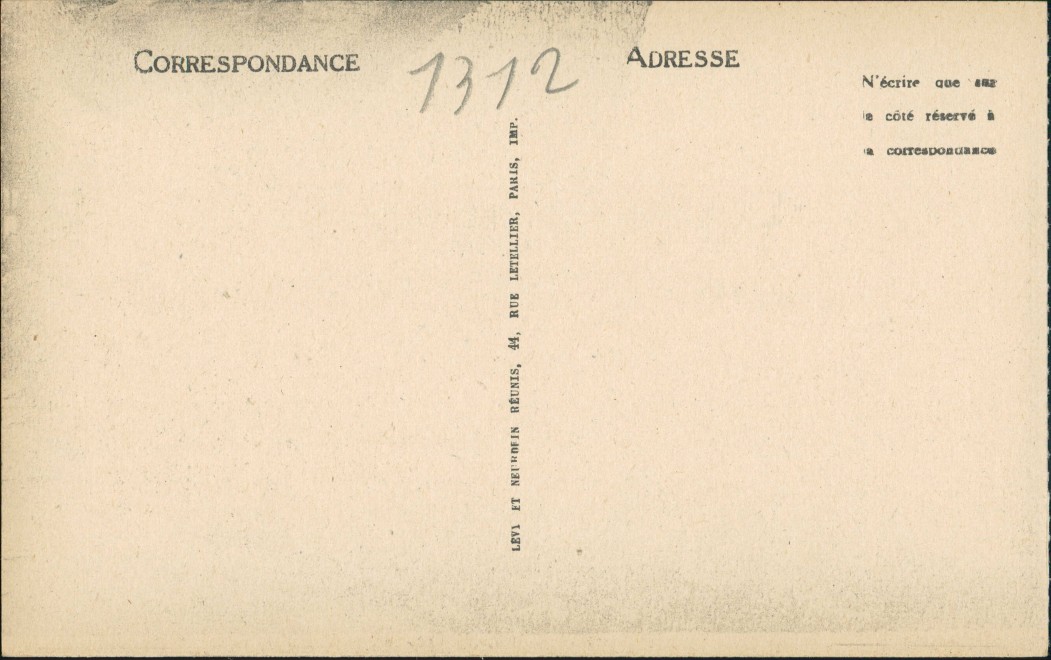 CORRESPONDANCE
1312
ADRESSE
N'écrire que sur
le côté réservé à
la correspondance
LÉVY ET NEURDEIN RÉUNIS, 44, RUE LETELLIER, PARIS, IMP.